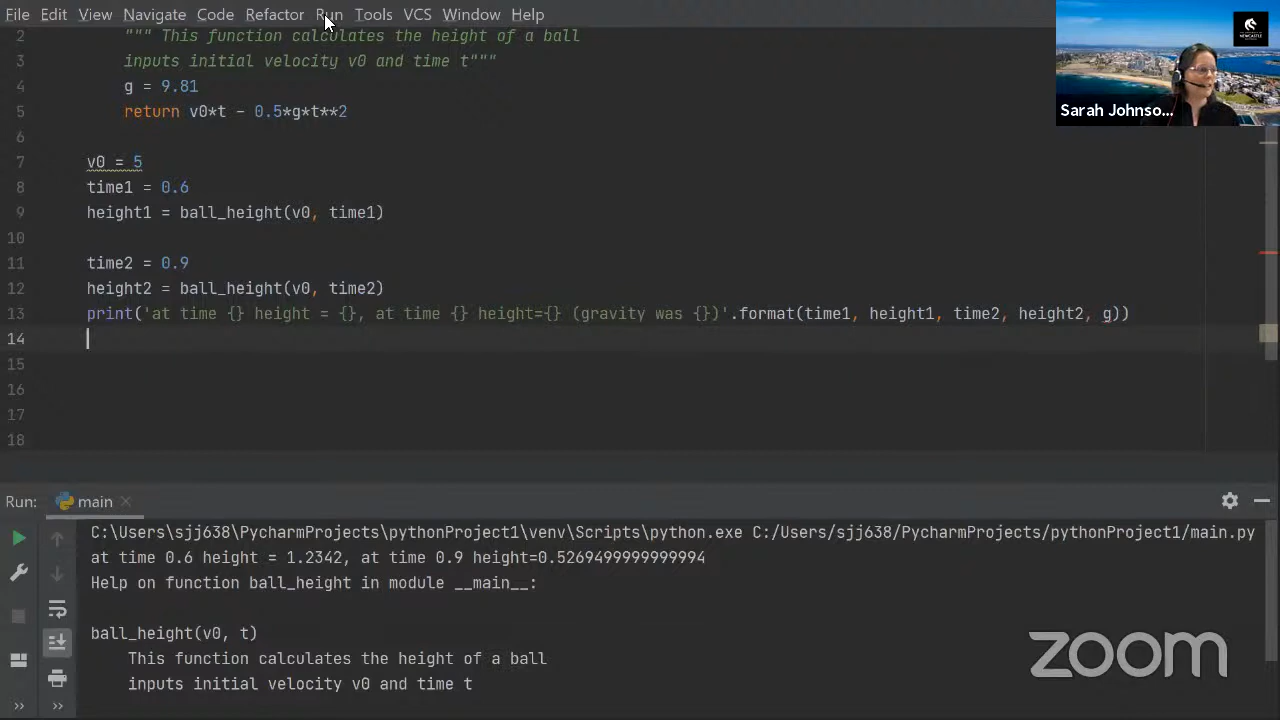 File Edit View Navigate Code Refactor Run Tools VCS Window Help
2 """ This function calculates the height of a ball
3 inputs initial velocity v0 and time t"""
4 g = 9.81
5 return v0*t - 0.5*g*t**2
6
7 v0 = 5
8 time1 = 0.6
9 height1 = ball_height(v0, time1)
10
11 time2 = 0.9
12 height2 = ball_height(v0, time2)
13 print('at time {} height = {}, at time {} height={} (gravity was {})'.format(time1, height1, time2, height2, g))
14
15
16
17
18
Sarah Johnso...
Run: main
C:\Users\sjj638\PycharmProjects\pythonProject1\venv\Scripts\python.exe C:/Users/sjj638/PycharmProjects/pythonProject1/main.py
at time 0.6 height = 1.2342, at time 0.9 height=0.5269499999999994
Help on function ball_height in module __main__:
ball_height(v0, t)
This function calculates the height of a ball
inputs initial velocity v0 and time t
zoom